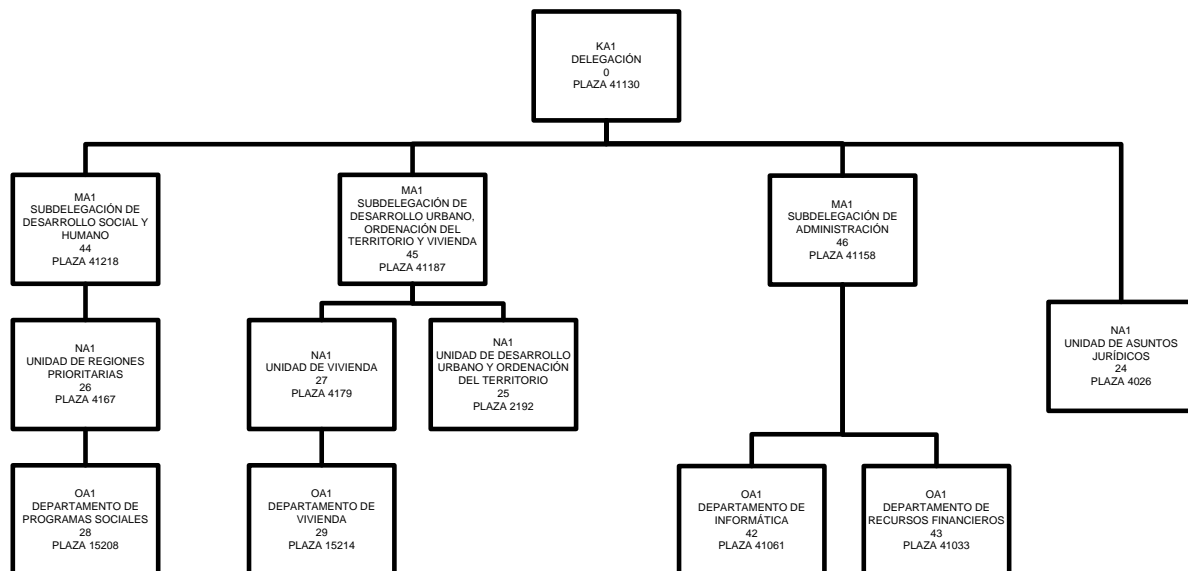 KA1
DELEGACIÓN
0
PLAZA 41130
MA1
SUBDELEGACIÓN DE
DESARROLLO SOCIAL Y
HUMANO
44
PLAZA 41218
MA1
SUBDELEGACIÓN DE
DESARROLLO URBANO,
ORDENACIÓN DEL
TERRITORIO Y VIVIENDA
45
PLAZA 41187
MA1
SUBDELEGACIÓN DE
ADMINISTRACIÓN
46
PLAZA 41158
NA1
UNIDAD DE ASUNTOS
JURÍDICOS
24
PLAZA 4026
NA1
UNIDAD DE REGIONES
PRIORITARIAS
26
PLAZA 4167
NA1
UNIDAD DE VIVIENDA
27
PLAZA 4179
NA1
UNIDAD DE DESARROLLO
URBANO Y ORDENACIÓN
DEL TERRITORIO
25
PLAZA 2192
OA1
DEPARTAMENTO DE
PROGRAMAS SOCIALES
28
PLAZA 15208
OA1
DEPARTAMENTO DE
VIVIENDA
29
PLAZA 15214
OA1
DEPARTAMENTO DE
INFORMÁTICA
42
PLAZA 41061
OA1
DEPARTAMENTO DE
RECURSOS FINANCIEROS
43
PLAZA 41033